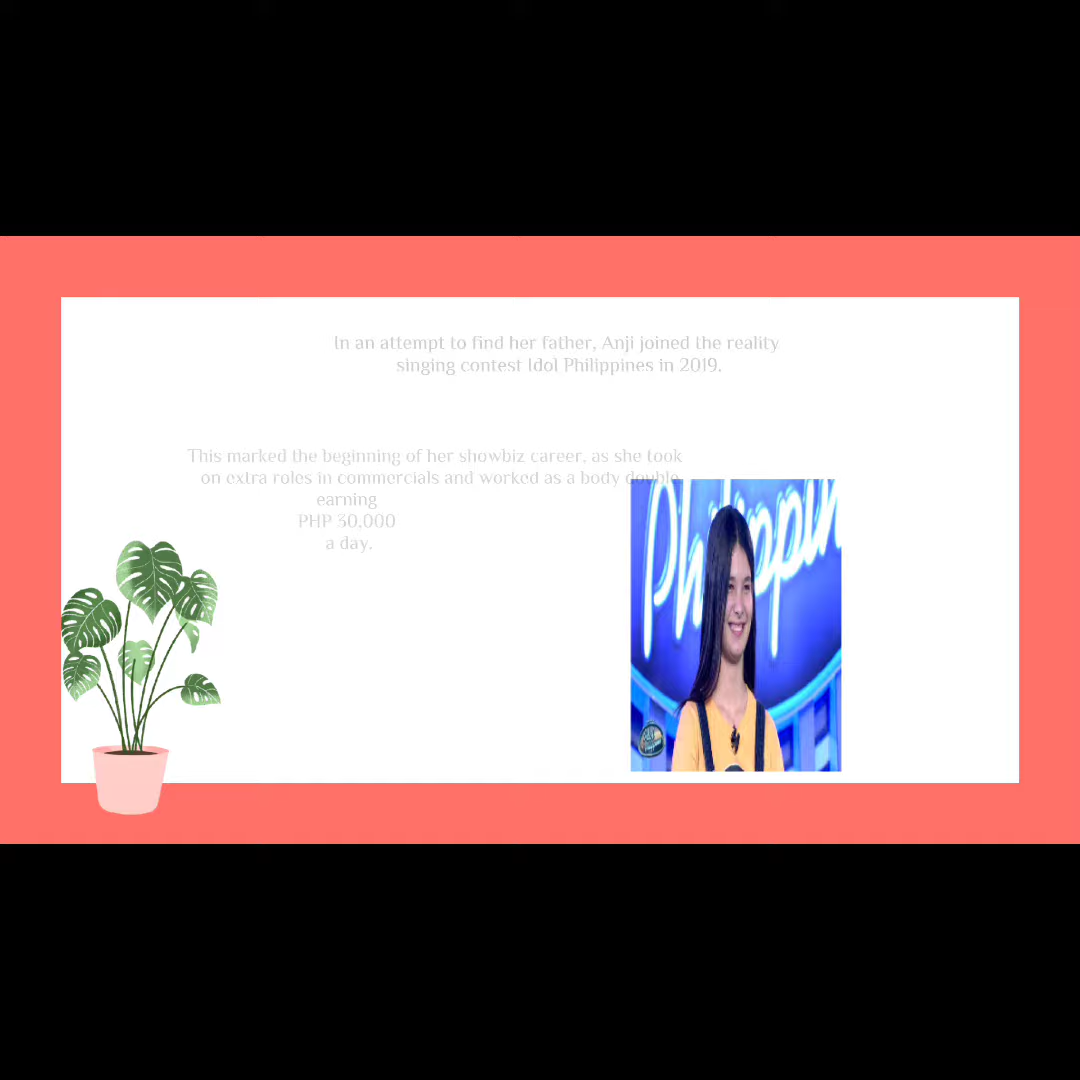 In an attempt to find her father, Anji joined the reality
singing contest Idol Philippines in 2019.
This marked the beginning of her showbiz career, as she took
on extra roles in commercials and worked as a body double
earning
PHP 30,000
a day.
Philippin